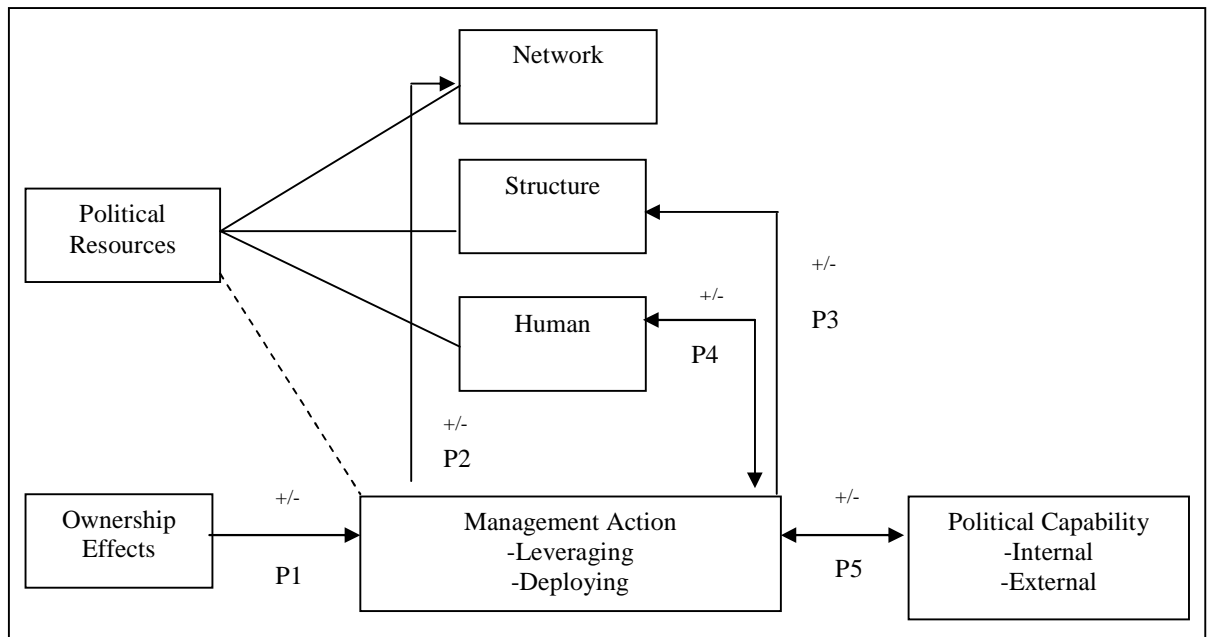 Network
Structure
Political
Resources
+/-
P3
+/-
Human
P4
+/-
P2
Ownership
Effects
+/-
P1
Management Action
-Leveraging
-Deploying
+/-
P5
Political Capability
-Internal
-External